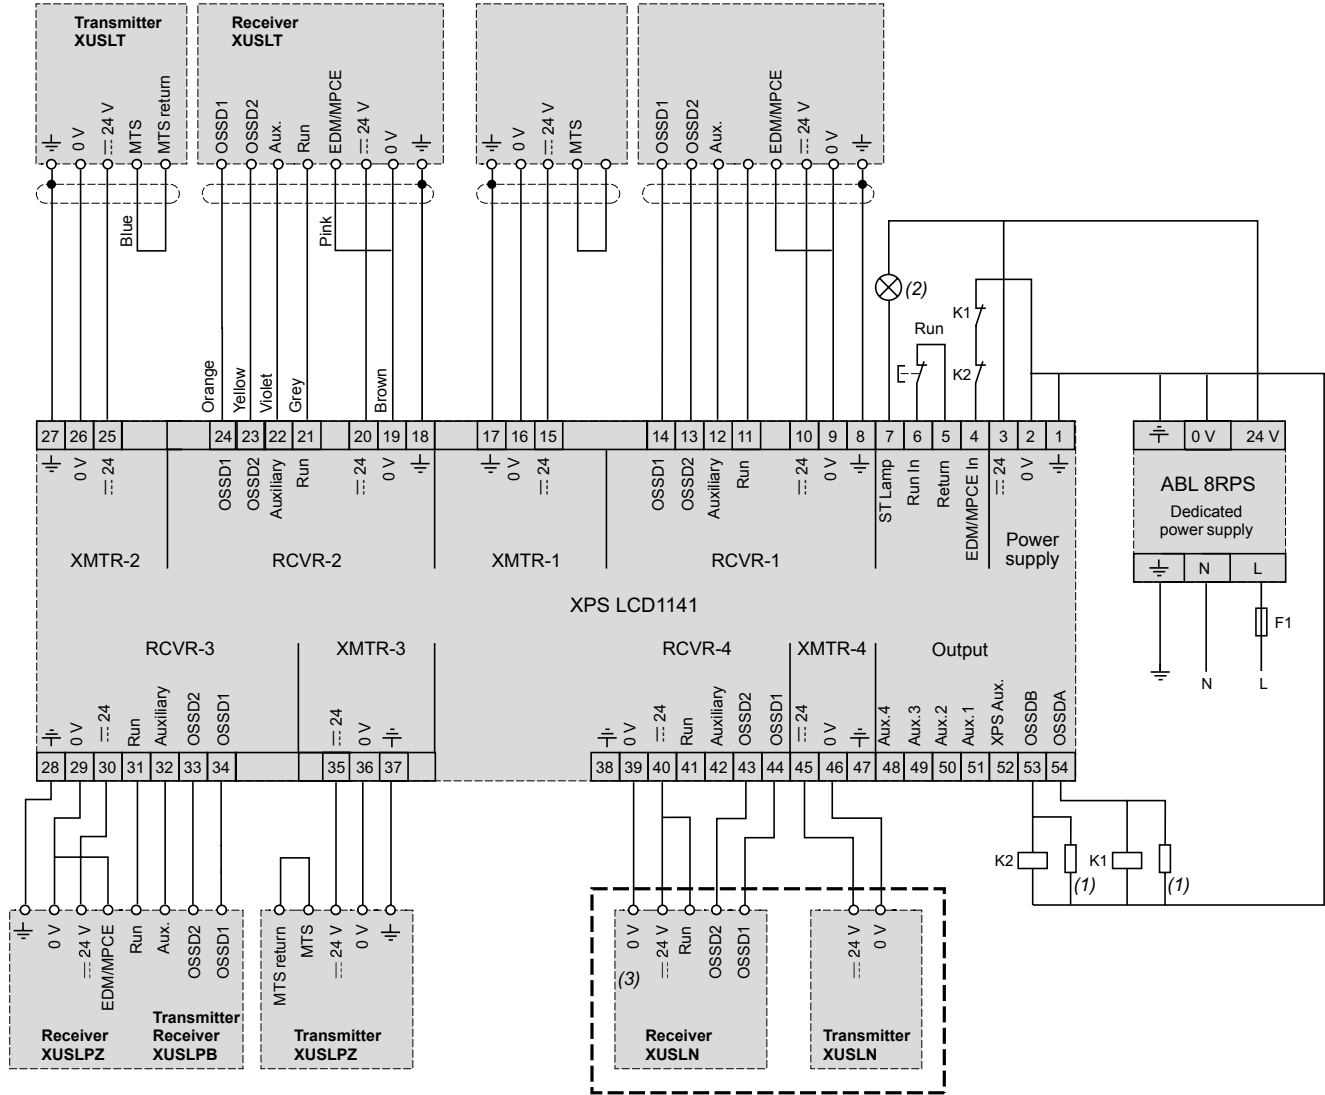 Transmitter
XUSLT
Receiver
XUSLT
0 V
24 V
MTS
MTS return
OSSD1
OSSD2
Aux.
Run
EDM/MPCE
24 V
0 V
0 V
24 V
MTS
OSSD1
OSSD2
Aux.
EDM/MPCE
24 V
0 V
Blue
Pink
(2)
K1
Run
K2
Orange
Yellow
Violet
Grey
Brown
27 26 25 24 23 22 21 20 19 18 17 16 15 14 13 12 11 10 9 8 7 6 5 4 3 2 1
0 V
24 V
0 V
24
OSSD1
OSSD2
Auxiliary
Run
24
0 V
0 V
24
OSSD1
OSSD2
Auxiliary
Run
24
0 V
ST Lamp
Run In
Return
EDM/MPCE In
24
0 V
ABL 8RPS
Dedicated
power supply
XMTR-2
RCVR-2
XMTR-1
RCVR-1
Power
supply
N
L
XPS LCD1141
F1
N
L
RCVR-3
XMTR-3
RCVR-4
XMTR-4
Output
0 V
24
Run
Auxiliary
OSSD2
OSSD1
24
0 V
0 V
24
Run
Auxiliary
OSSD2
OSSD1
24
0 V
Aux.4
Aux.3
Aux.2
Aux.1
XPS Aux.
OSSDB
OSSDA
28 29 30 31 32 33 34 35 36 37 38 39 40 41 42 43 44 45 46 47 48 49 50 51 52 53 54
K2
(1)
K1
(1)
0 V
24 V
EDM/MPCE
Run
Aux.
OSSD2
OSSD1
MTS return
MTS
24 V
0 V
0 V
(3)
24 V
Run
OSSD2
OSSD1
24 V
0 V
Receiver
XUSLPZ
Transmitter
Receiver
XUSLPB
Transmitter
XUSLPZ
Receiver
XUSLN
Transmitter
XUSLN